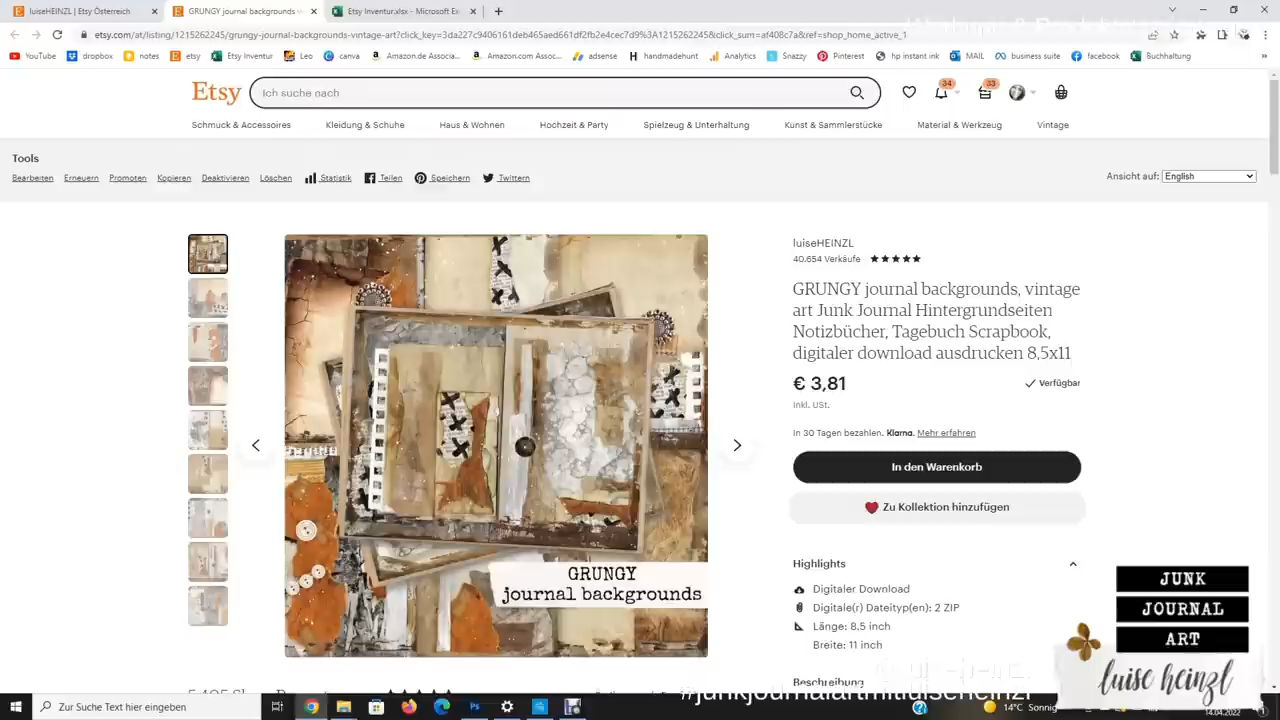 luiseHEINZL | Etsy Österreich
GRUNGY journal backgrounds
Etsy Inventur.xlsx - Microsoft Ex
etsy.com/at/listing/1215262245/grungy-journal-backgrounds-vintage-art?click_key=3da227c9406161deb465aed661df2fb2e4cec7d9%3A1215262245&click_sum=af408c7a&ref=shop_home_active_1
YouTube
dropbox
notes
etsy
Etsy Inventur
Leo
canva
Amazon.de Associa...
Amazon.com Assoc...
adsense
handmadehunt
Analytics
Snazzy
Pinterest
hp instant ink
MAIL
business suite
facebook
Buchhaltung
Etsy
Ich suche nach
34
33
Schmuck & Accessoires
Kleidung & Schuhe
Haus & Wohnen
Hochzeit & Party
Spielzeug & Unterhaltung
Kunst & Sammlerstücke
Material & Werkzeug
Vintage
Tools
Bearbeiten
Erneuern
Promoten
Kopieren
Deaktivieren
Löschen
Statistik
Teilen
Speichern
Twittern
Ansicht auf: English
luiseHEINZL
40.654 Verkäufe
GRUNGY journal backgrounds, vintage
art Junk Journal Hintergrundseiten
Notizbücher, Tagebuch Scrapbook,
digitaler download ausdrucken 8,5x11
€ 3,81
Verfügbar
Inkl. USt.
In 30 Tagen bezahlen. Klarna. Mehr erfahren
In den Warenkorb
Zu Kollektion hinzufügen
GRUNGY
journal backgrounds
Highlights
Digitaler Download
Digitale(r) Dateityp(en): 2 ZIP
Länge: 8.5 inch
Breite: 11 inch
Beschreibung
JUNK
JOURNAL
ART
luise heinzl
#junkjournalartmitluiseheinzl
Zur Suche Text hier eingeben
14°C Sonnig
14.04.2022